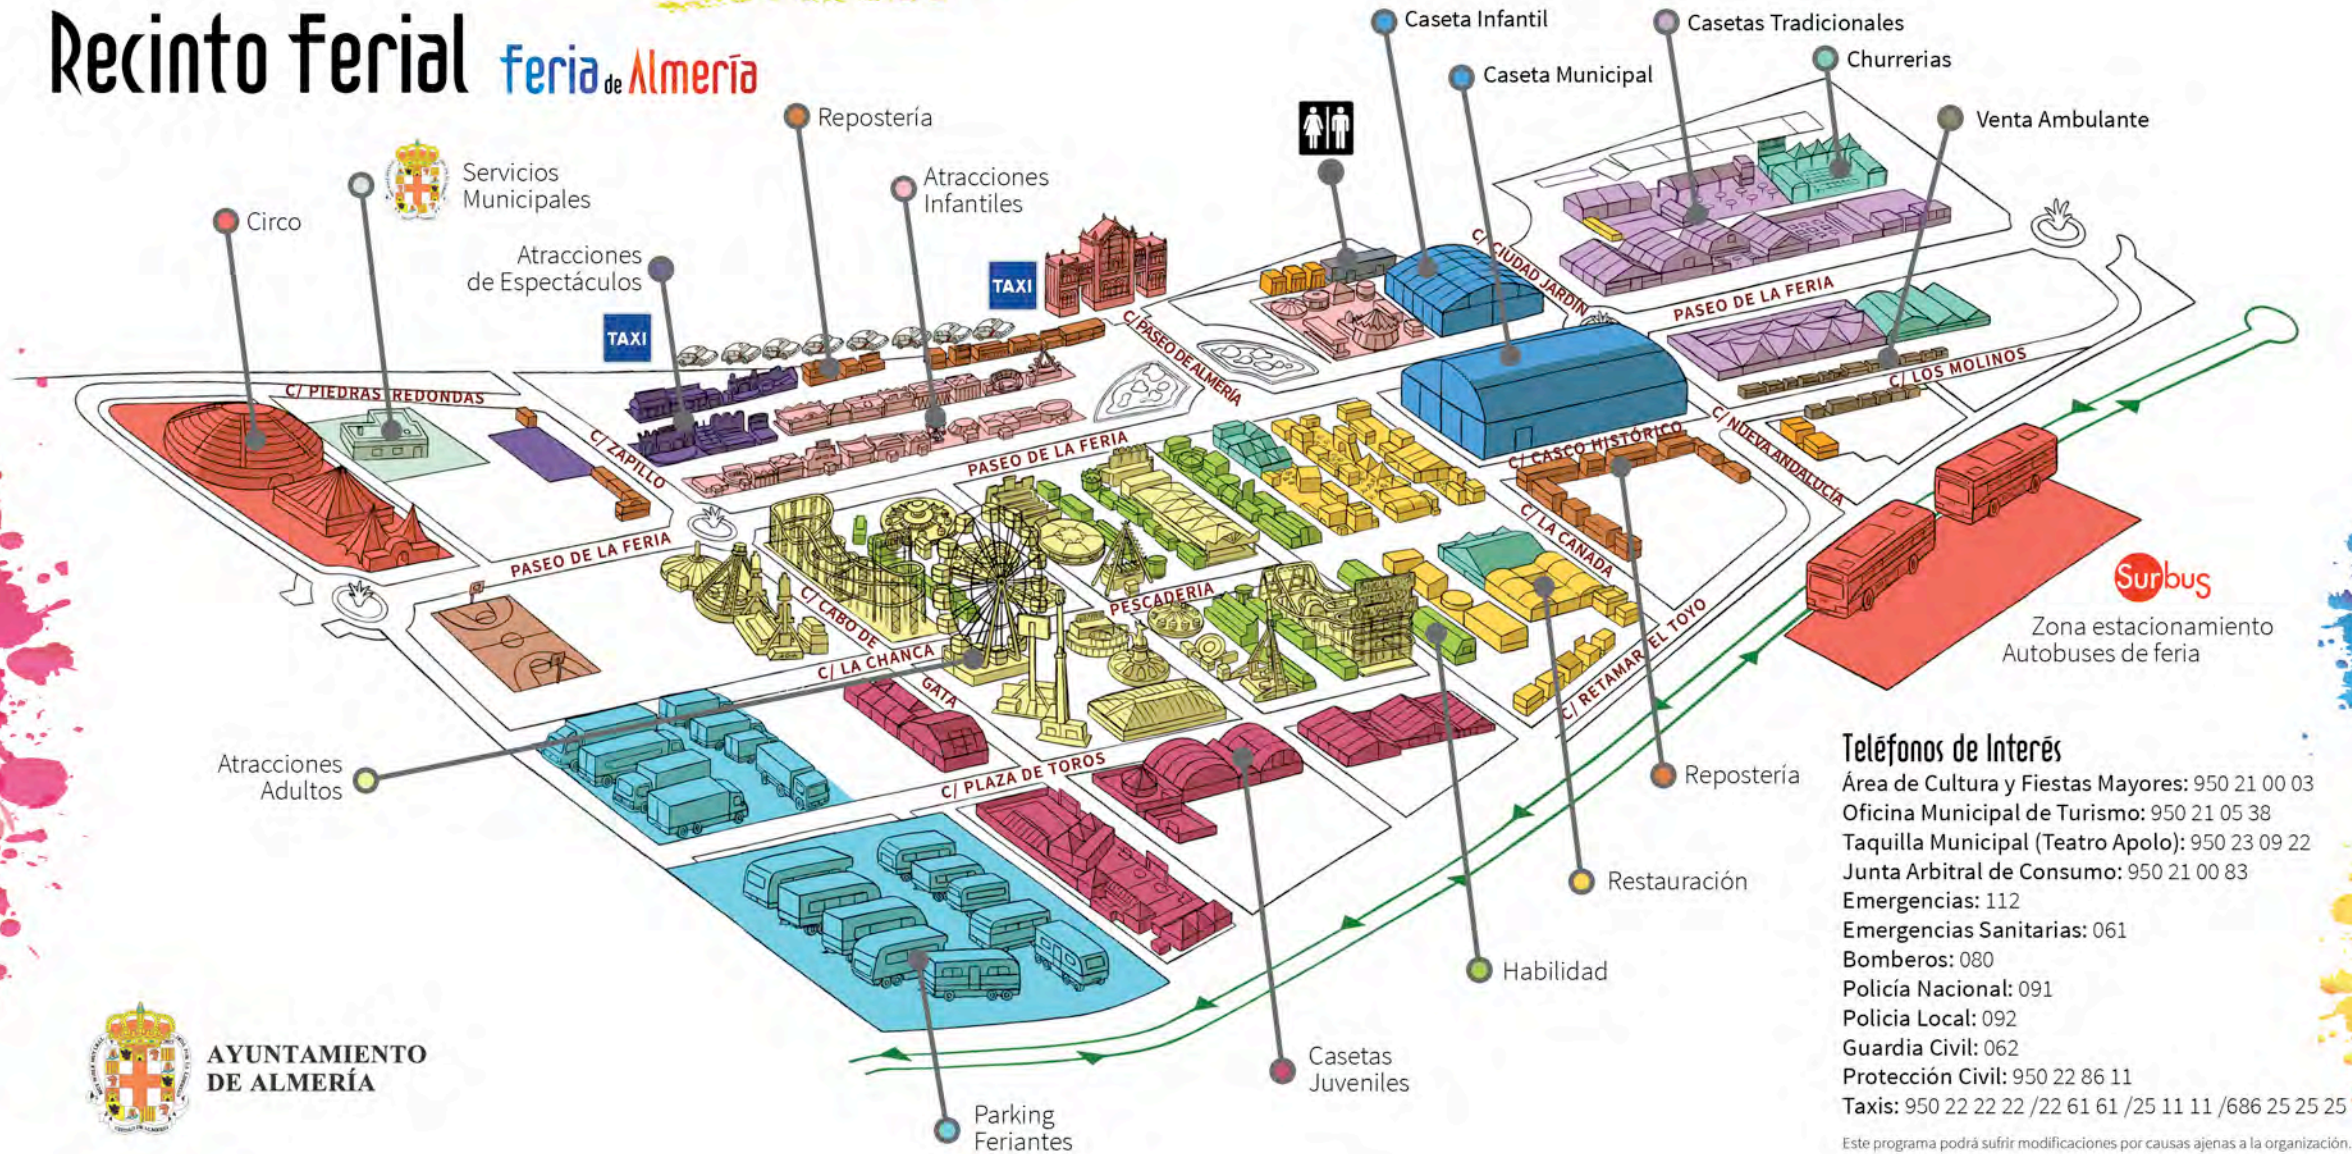 Recinto ferial
feria de Almería
Caseta Infantil
Casetas Tradicionales
Churrerias
Caseta Municipal
Venta Ambulante
Repostería
Servicios
Municipales
Atracciones
Infantiles
Circo
Atracciones
de Espectáculos
TAXI
TAXI
C/ CIUDAD JARDÍN
PASEO DE LA FERIA
C/ PASEO DE ALMERÍA
C/ LOS MOLINOS
C/ PIEDRAS REDONDAS
C/ ZAPILLO
PASEO DE LA FERIA
C/ CASCO HISTÓRICO
C/ NUEVA ANDALUCÍA
PASEO DE LA FERIA
C/ LA CAÑADA
C/ CABO DE
GATA
PESCADERIA
C/ LA CHANCA
C/ RETAMAR EL TOYO
C/ PLAZA DE TOROS
Surbus
Zona estacionamiento
Autobuses de feria
Atracciones
Adultos
Repostería
Restauración
Habilidad
Casetas
Juveniles
Parking
Feriantes
AYUNTAMIENTO
DE ALMERÍA
Teléfonos de Interés
Área de Cultura y Fiestas Mayores: 950 21 00 03
Oficina Municipal de Turismo: 950 21 05 38
Taquilla Municipal (Teatro Apolo): 950 23 09 22
Junta Arbitral de Consumo: 950 21 00 83
Emergencias: 112
Emergencias Sanitarias: 061
Bomberos: 080
Policía Nacional: 091
Policia Local: 092
Guardia Civil: 062
Protección Civil: 950 22 86 11
Taxis: 950 22 22 22 /22 61 61 /25 11 11 /686 25 25 25
Este programa podrá sufrir modificaciones por causas ajenas a la organización.